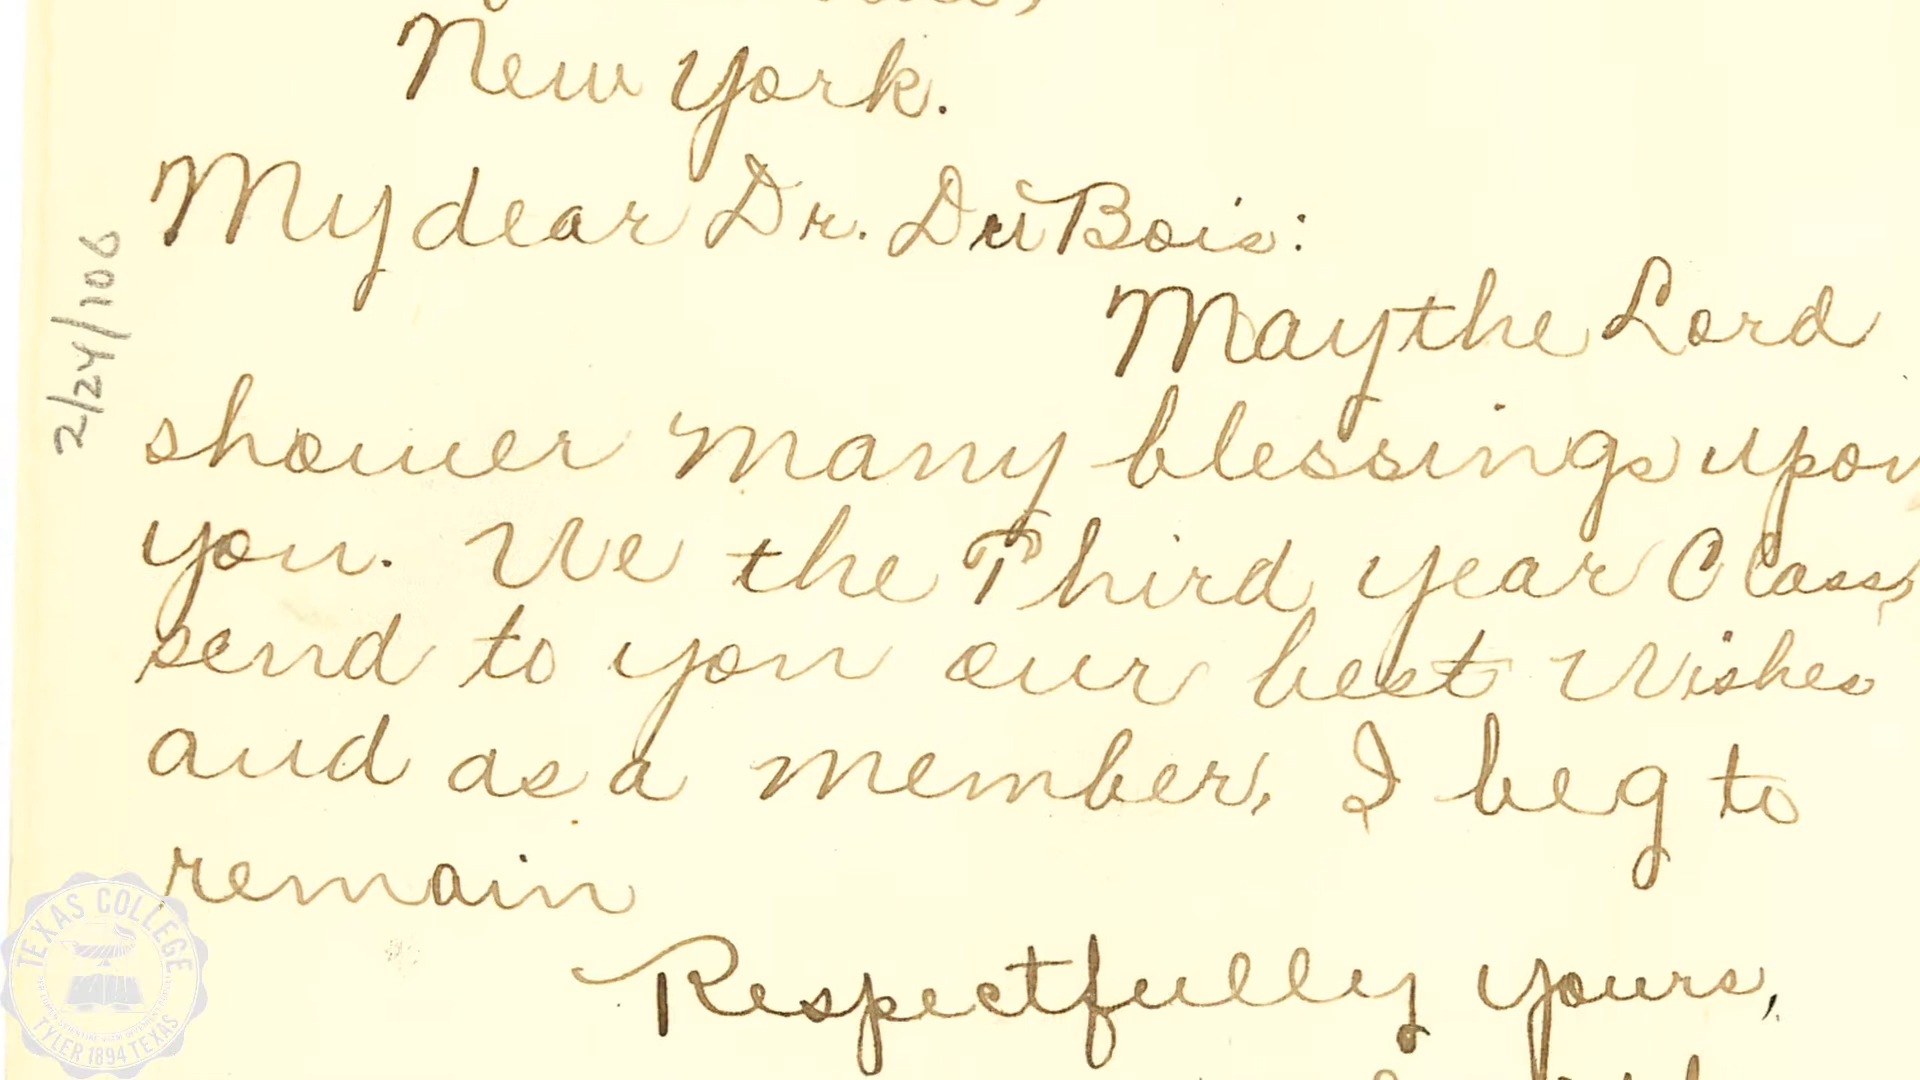 New York.
My dear Dr. Du Bois:
May the Lord
shower many blessings upon
you. We the Third year Class,
send to you our best Wishes
and as a member, I beg to
remain
Respectfully yours,
2/24/106
TEXAS COLLEGE
TYLER 1894 TEXAS